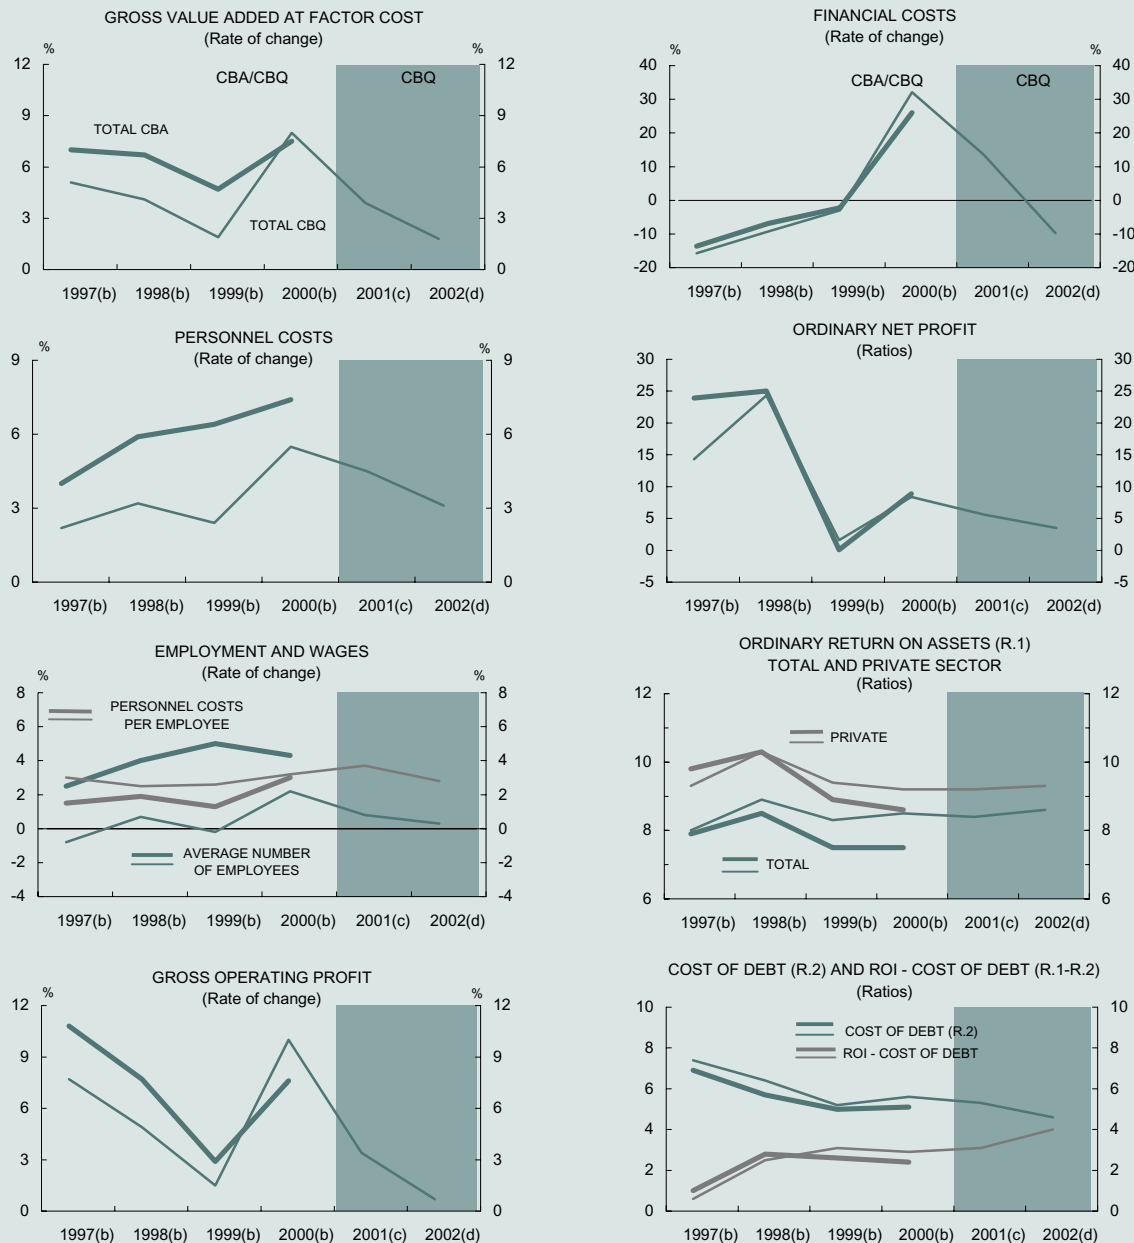 GROSS VALUE ADDED AT FACTOR COST
(Rate of change)
% %
CBA/CBQ CBQ
12 12
9 9
TOTAL CBA
6 6
3 3
TOTAL CBQ
0 0
1997(b) 1998(b) 1999(b) 2000(b) 2001(c) 2002(d)
FINANCIAL COSTS
(Rate of change)
% %
40 40
CBA/CBQ CBQ
30 30
20 20
10 10
0 0
-10 -10
-20 -20
1997(b) 1998(b) 1999(b) 2000(b) 2001(c) 2002(d)
PERSONNEL COSTS
(Rate of change)
% %
9 9
6 6
3 3
0 0
1997(b) 1998(b) 1999(b) 2000(b) 2001(c) 2002(d)
ORDINARY NET PROFIT
(Ratios)
30 30
25 25
20 20
15 15
10 10
5 5
0 0
-5 -5
1997(b) 1998(b) 1999(b) 2000(b) 2001(c) 2002(d)
EMPLOYMENT AND WAGES
(Rate of change)
% %
8 8
PERSONNEL COSTS
PER EMPLOYEE
6 6
4 4
2 2
0 0
AVERAGE NUMBER
OF EMPLOYEES
-2 -2
-4 -4
1997(b) 1998(b) 1999(b) 2000(b) 2001(c) 2002(d)
ORDINARY RETURN ON ASSETS (R.1)
TOTAL AND PRIVATE SECTOR
(Ratios)
12 12
PRIVATE
10 10
8 8
TOTAL
6 6
1997(b) 1998(b) 1999(b) 2000(b) 2001(c) 2002(d)
GROSS OPERATING PROFIT
(Rate of change)
% %
12 12
9 9
6 6
3 3
0 0
1997(b) 1998(b) 1999(b) 2000(b) 2001(c) 2002(d)
COST OF DEBT (R.2) AND ROI - COST OF DEBT (R.1-R.2)
(Ratios)
10 10
COST OF DEBT (R.2)
ROI - COST OF DEBT
8 8
6 6
4 4
2 2
0 0
1997(b) 1998(b) 1999(b) 2000(b) 2001(c) 2002(d)